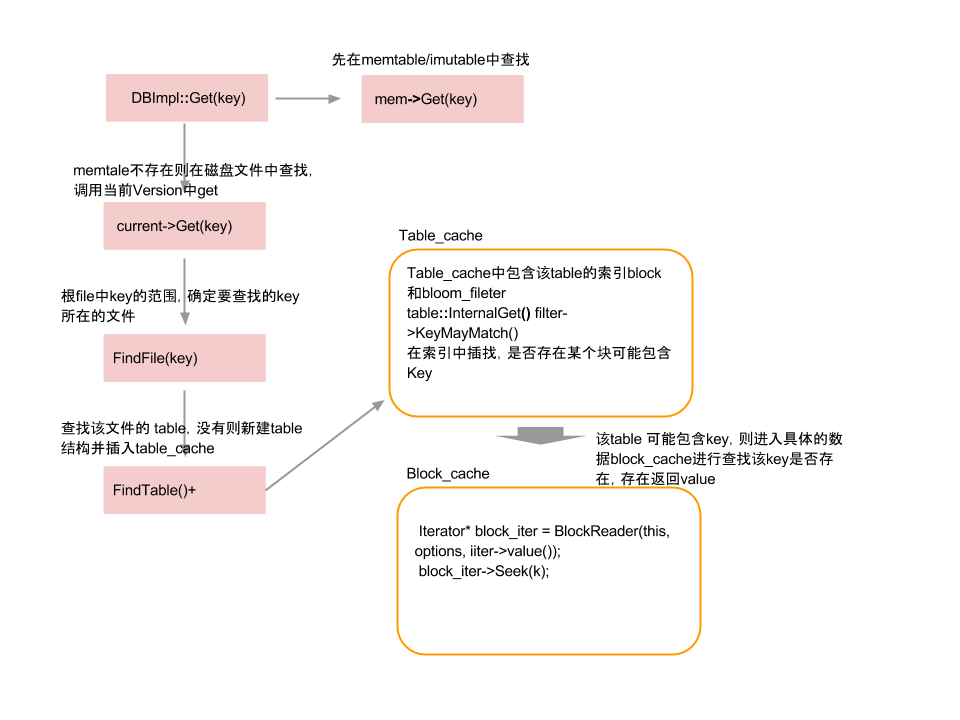 先在memtable/imutable中查找
DBImpl::Get(key)
mem->Get(key)
memtale不存在则在磁盘文件中查找，
调用当前Version中get
current->Get(key)
根file中key的范围，确定要查找的key
所在的文件
FindFile(key)
查找该文件的 table，没有则新建table
结构并插入table_cache
FindTable()+
Table_cache
Table_cache中包含该table的索引block
和bloom_fileter
table::InternalGet() filter-
>KeyMayMatch()
在索引中插找，是否存在某个块可能包含
Key
该table 可能包含key，则进入具体的数
据block_cache进行查找该key是否存
在，存在返回value
Block_cache
Iterator* block_iter = BlockReader(this,
options, iiter->value());
block_iter->Seek(k);